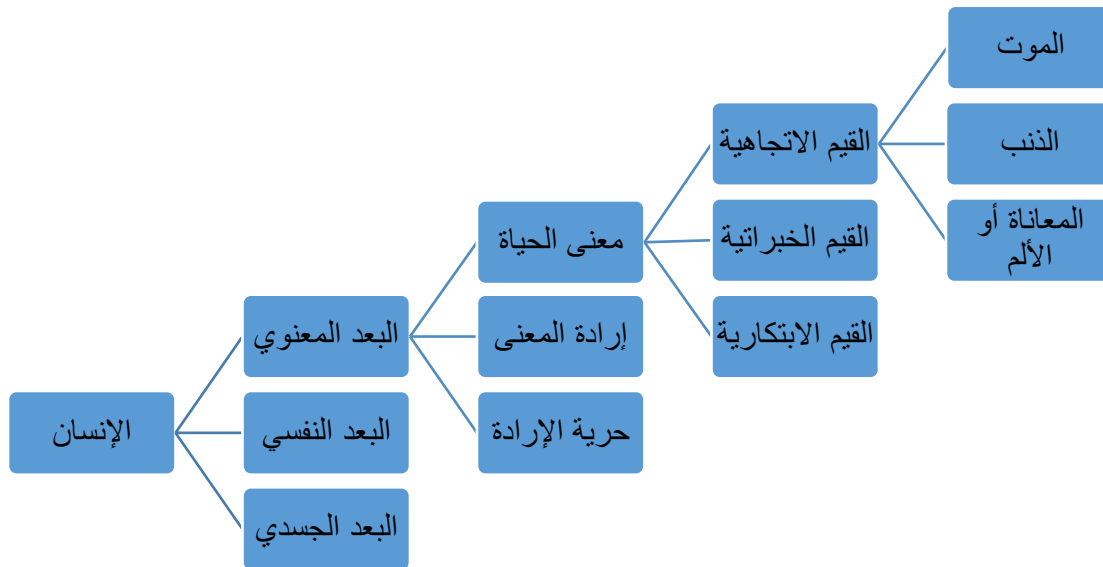 الموت
القيم الاتجاهية
الذنب
معنى الحياة
القيم الخبراتية
المعاناة أو
الألم
البعد المعنوي
إرادة المعنى
القيم الابتكارية
الإنسان
البعد النفسي
حرية الإرادة
البعد الجسدي